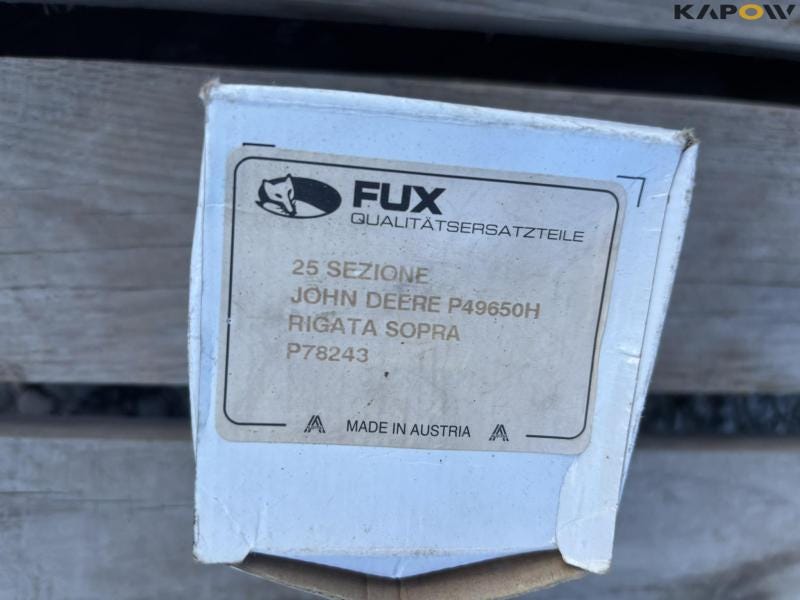 KAPOW
FUX
QUALITÄTSERSATZTEILE
25 SEZIONE
JOHN DEERE P49650H
RIGATA SOPRA
P78243
MADE IN AUSTRIA